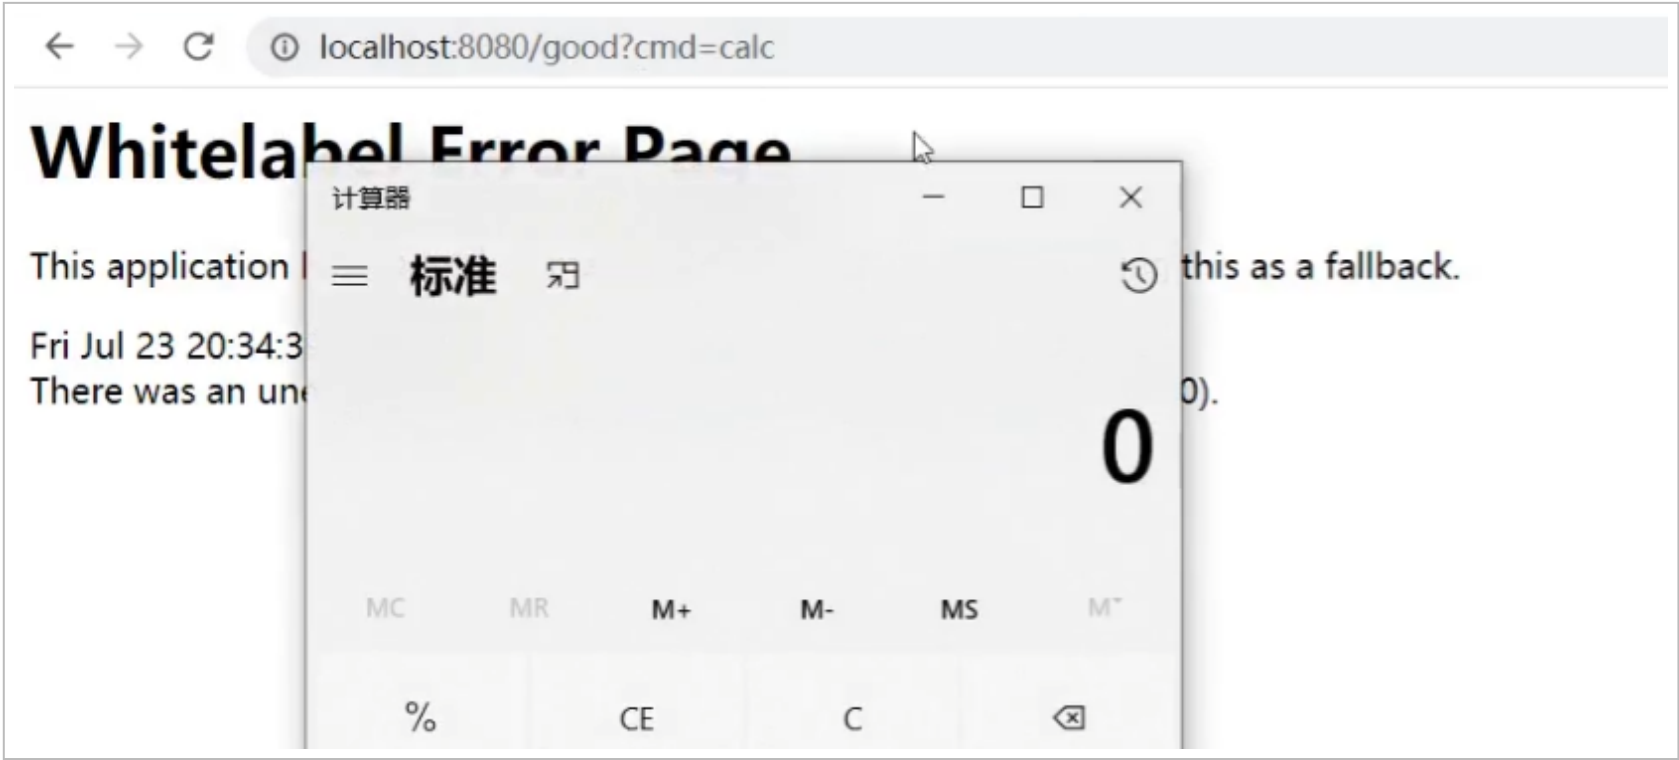 localhost:8080/good?cmd=calc
Whitelabel Error Page
计算器
This application
标准
this as a fallback.
Fri Jul 23 20:34:3
There was an une
0).
0
MC MR M+ M- MS M˅
% CE C